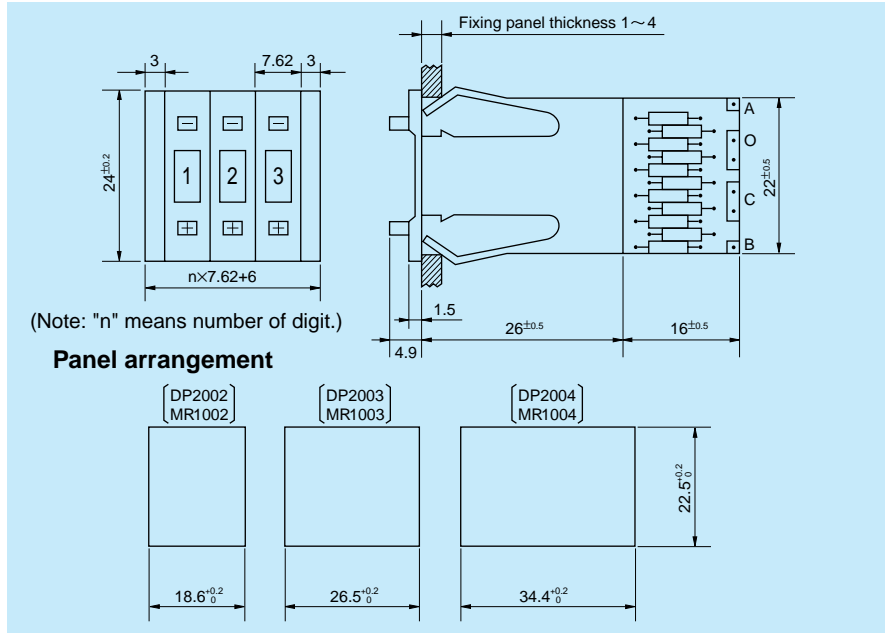 Fixing panel thickness 1～4
3
7.62
3
24±0.2
1
2
3
n×7.62+6
A
O
C
B
22±0.5
(Note: "n" means number of digit.)
1.5
4.9
26±0.5
16±0.5
Panel arrangement
DP2002
MR1002
DP2003
MR1003
DP2004
MR1004
22.5+0.2 0
18.6+0.2 0
26.5+0.2 0
34.4+0.2 0